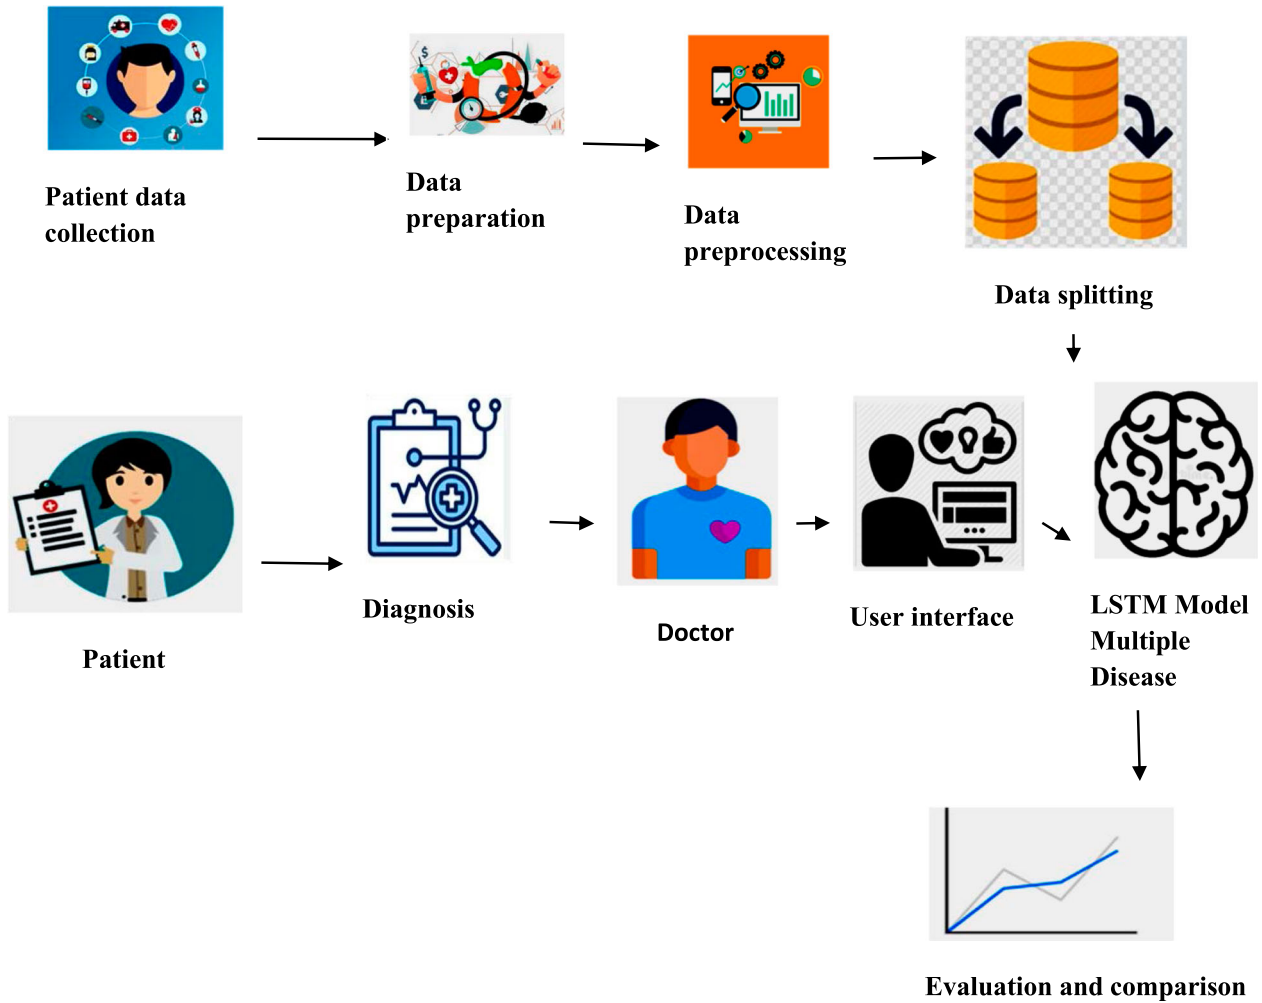 Patient data
collection
Data
preparation
Data
preprocessing
Data splitting
Patient
Diagnosis
Doctor
User interface
LSTM Model
Multiple
Disease
Evaluation and comparison